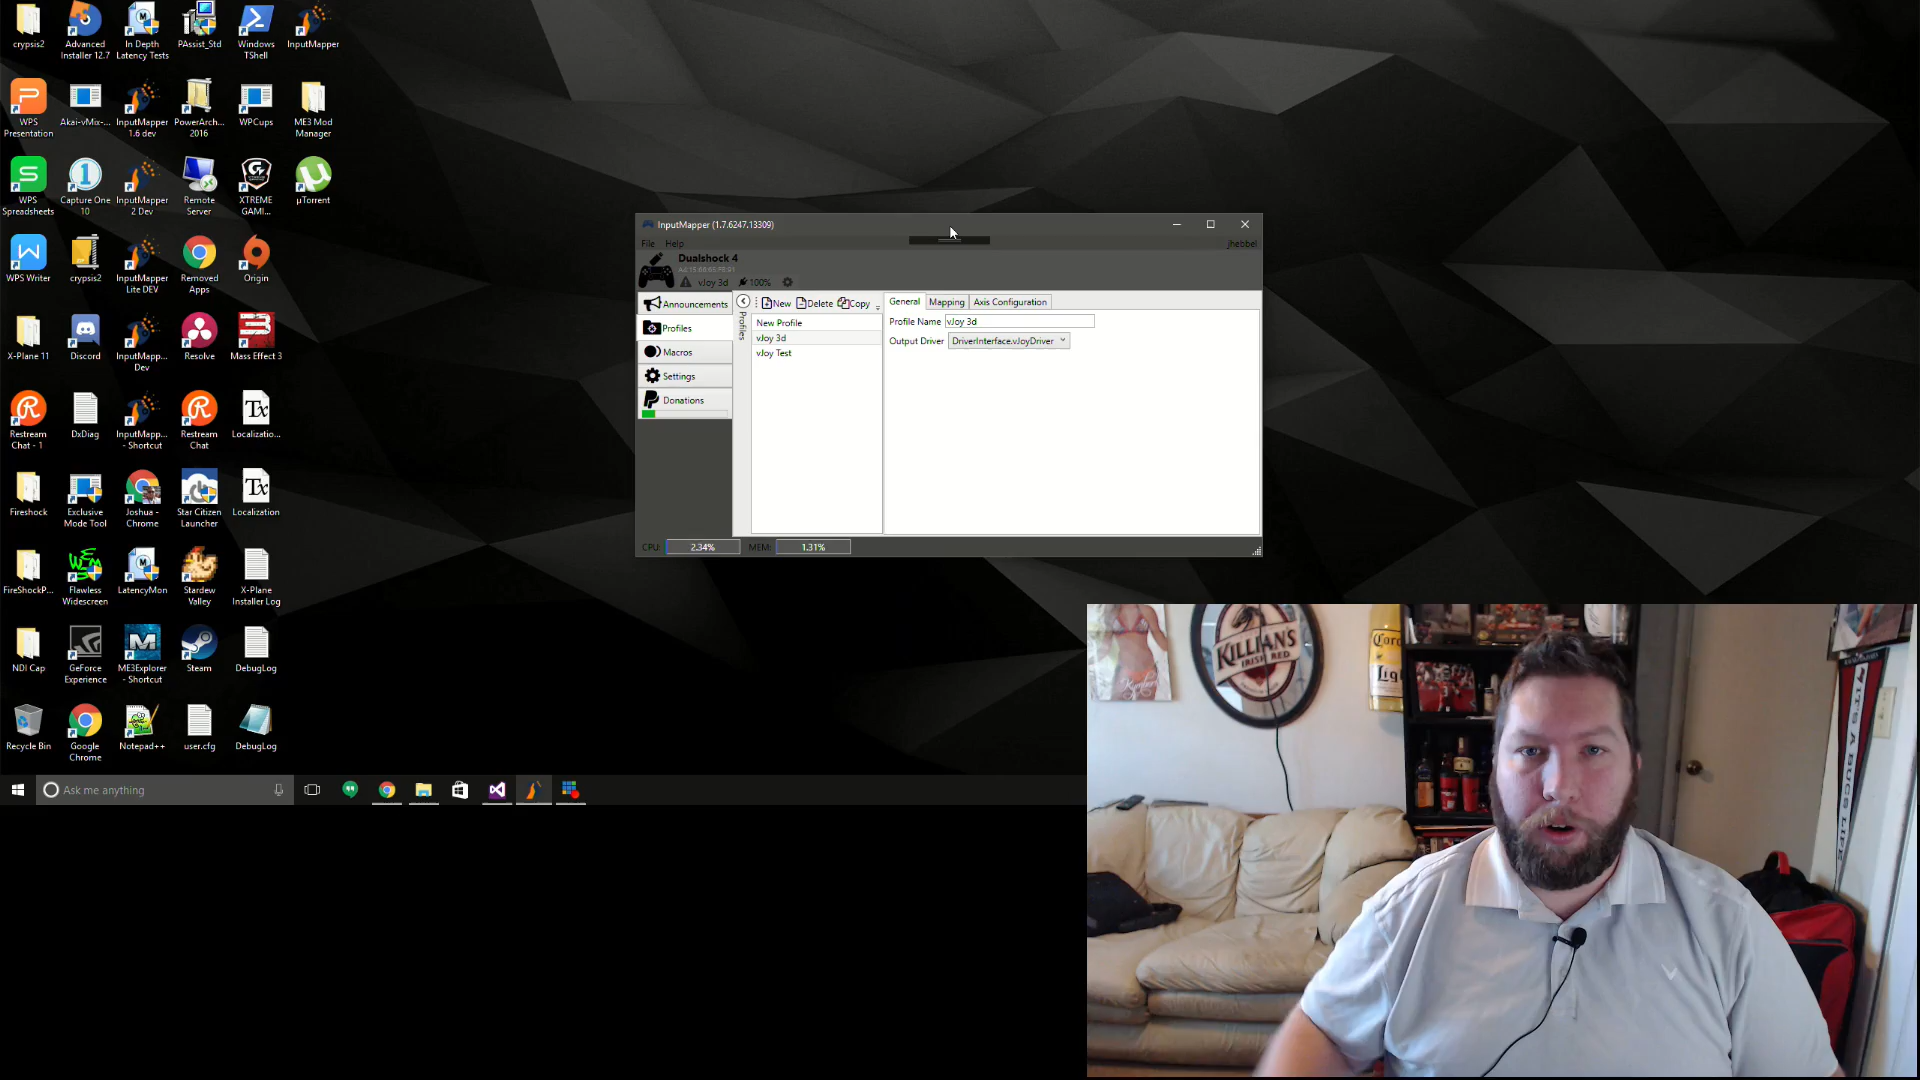 crypsis2
Advanced
Installer 12.7
In Depth
Latency Tests
PAssist_Std
Windows
TShell
InputMapper
WPS
Presentation
Akai-vMix-...
InputMapper
1.6 dev
PowerArch...
2016
WPCups
ME3 Mod
Manager
WPS
Spreadsheets
Capture One
10
InputMapper
2 Dev
Remote
Server
XTREME
GAMI...
µTorrent
WPS Writer
crypsis2
InputMapper
Lite DEV
Removed
Apps
Origin
X-Plane 11
Discord
InputMapp...
Dev
Resolve
Mass Effect 3
Restream
Chat - 1
DxDiag
InputMapp...
- Shortcut
Restream
Chat
Localizatio...
Fireshock
Exclusive
Mode Tool
Joshua -
Chrome
Star Citizen
Launcher
Localization
FireShockP...
Flawless
Widescreen
LatencyMon
Stardew
Valley
X-Plane
Installer Log
NDI Cap
GeForce
Experience
ME3Explorer
- Shortcut
Steam
DebugLog
Recycle Bin
Google
Chrome
Notepad++
user.cfg
DebugLog
InputMapper (1.7.6247.13309)
File Help
jhebbel
Dualshock 4
vJoy 3d 100%
Announcements
Profiles
Macros
Settings
Donations
Profiles
New Delete Copy
New Profile
vJoy 3d
vJoy Test
General Mapping Axis Configuration
Profile Name vJoy 3d
Output Driver DriverInterface.vJoyDriver
CPU: 2.34% MEM: 1.31%
Ask me anything
KILLIAN'S
IRISH RED
IT'S A BUCS LIFE